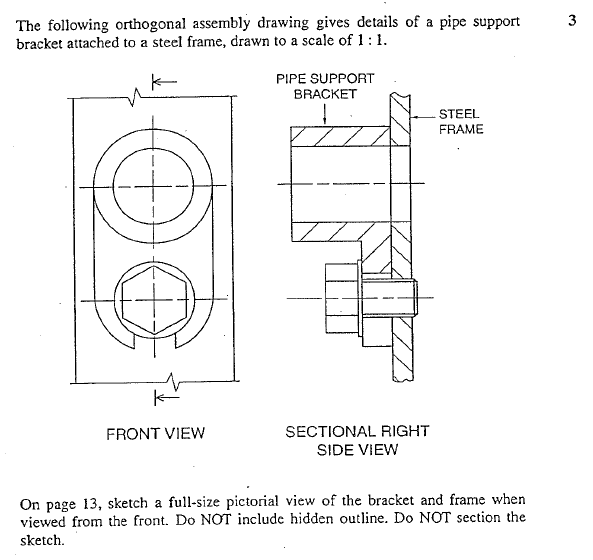 The following orthogonal assembly drawing gives details of a pipe support
bracket attached to a steel frame, drawn to a scale of 1 : 1.
3
PIPE SUPPORT
BRACKET
STEEL
FRAME
FRONT VIEW
SECTIONAL RIGHT
SIDE VIEW
On page 13, sketch a full-size pictorial view of the bracket and frame when
viewed from the front. Do NOT include hidden outline. Do NOT section the
sketch.